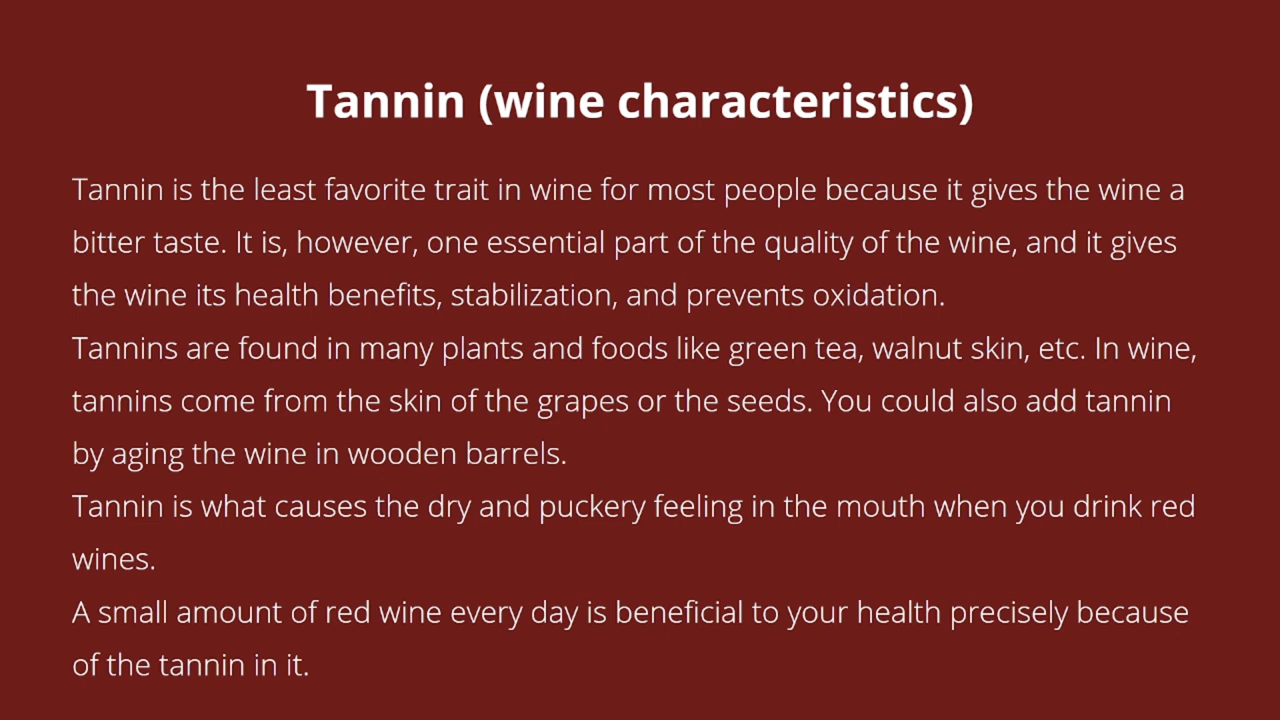 Tannin (wine characteristics)
Tannin is the least favorite trait in wine for most people because it gives the wine a
bitter taste. It is, however, one essential part of the quality of the wine, and it gives
the wine its health benefits, stabilization, and prevents oxidation.
Tannins are found in many plants and foods like green tea, walnut skin, etc. In wine,
tannins come from the skin of the grapes or the seeds. You could also add tannin
by aging the wine in wooden barrels.
Tannin is what causes the dry and puckery feeling in the mouth when you drink red
wines.
A small amount of red wine every day is beneficial to your health precisely because
of the tannin in it.